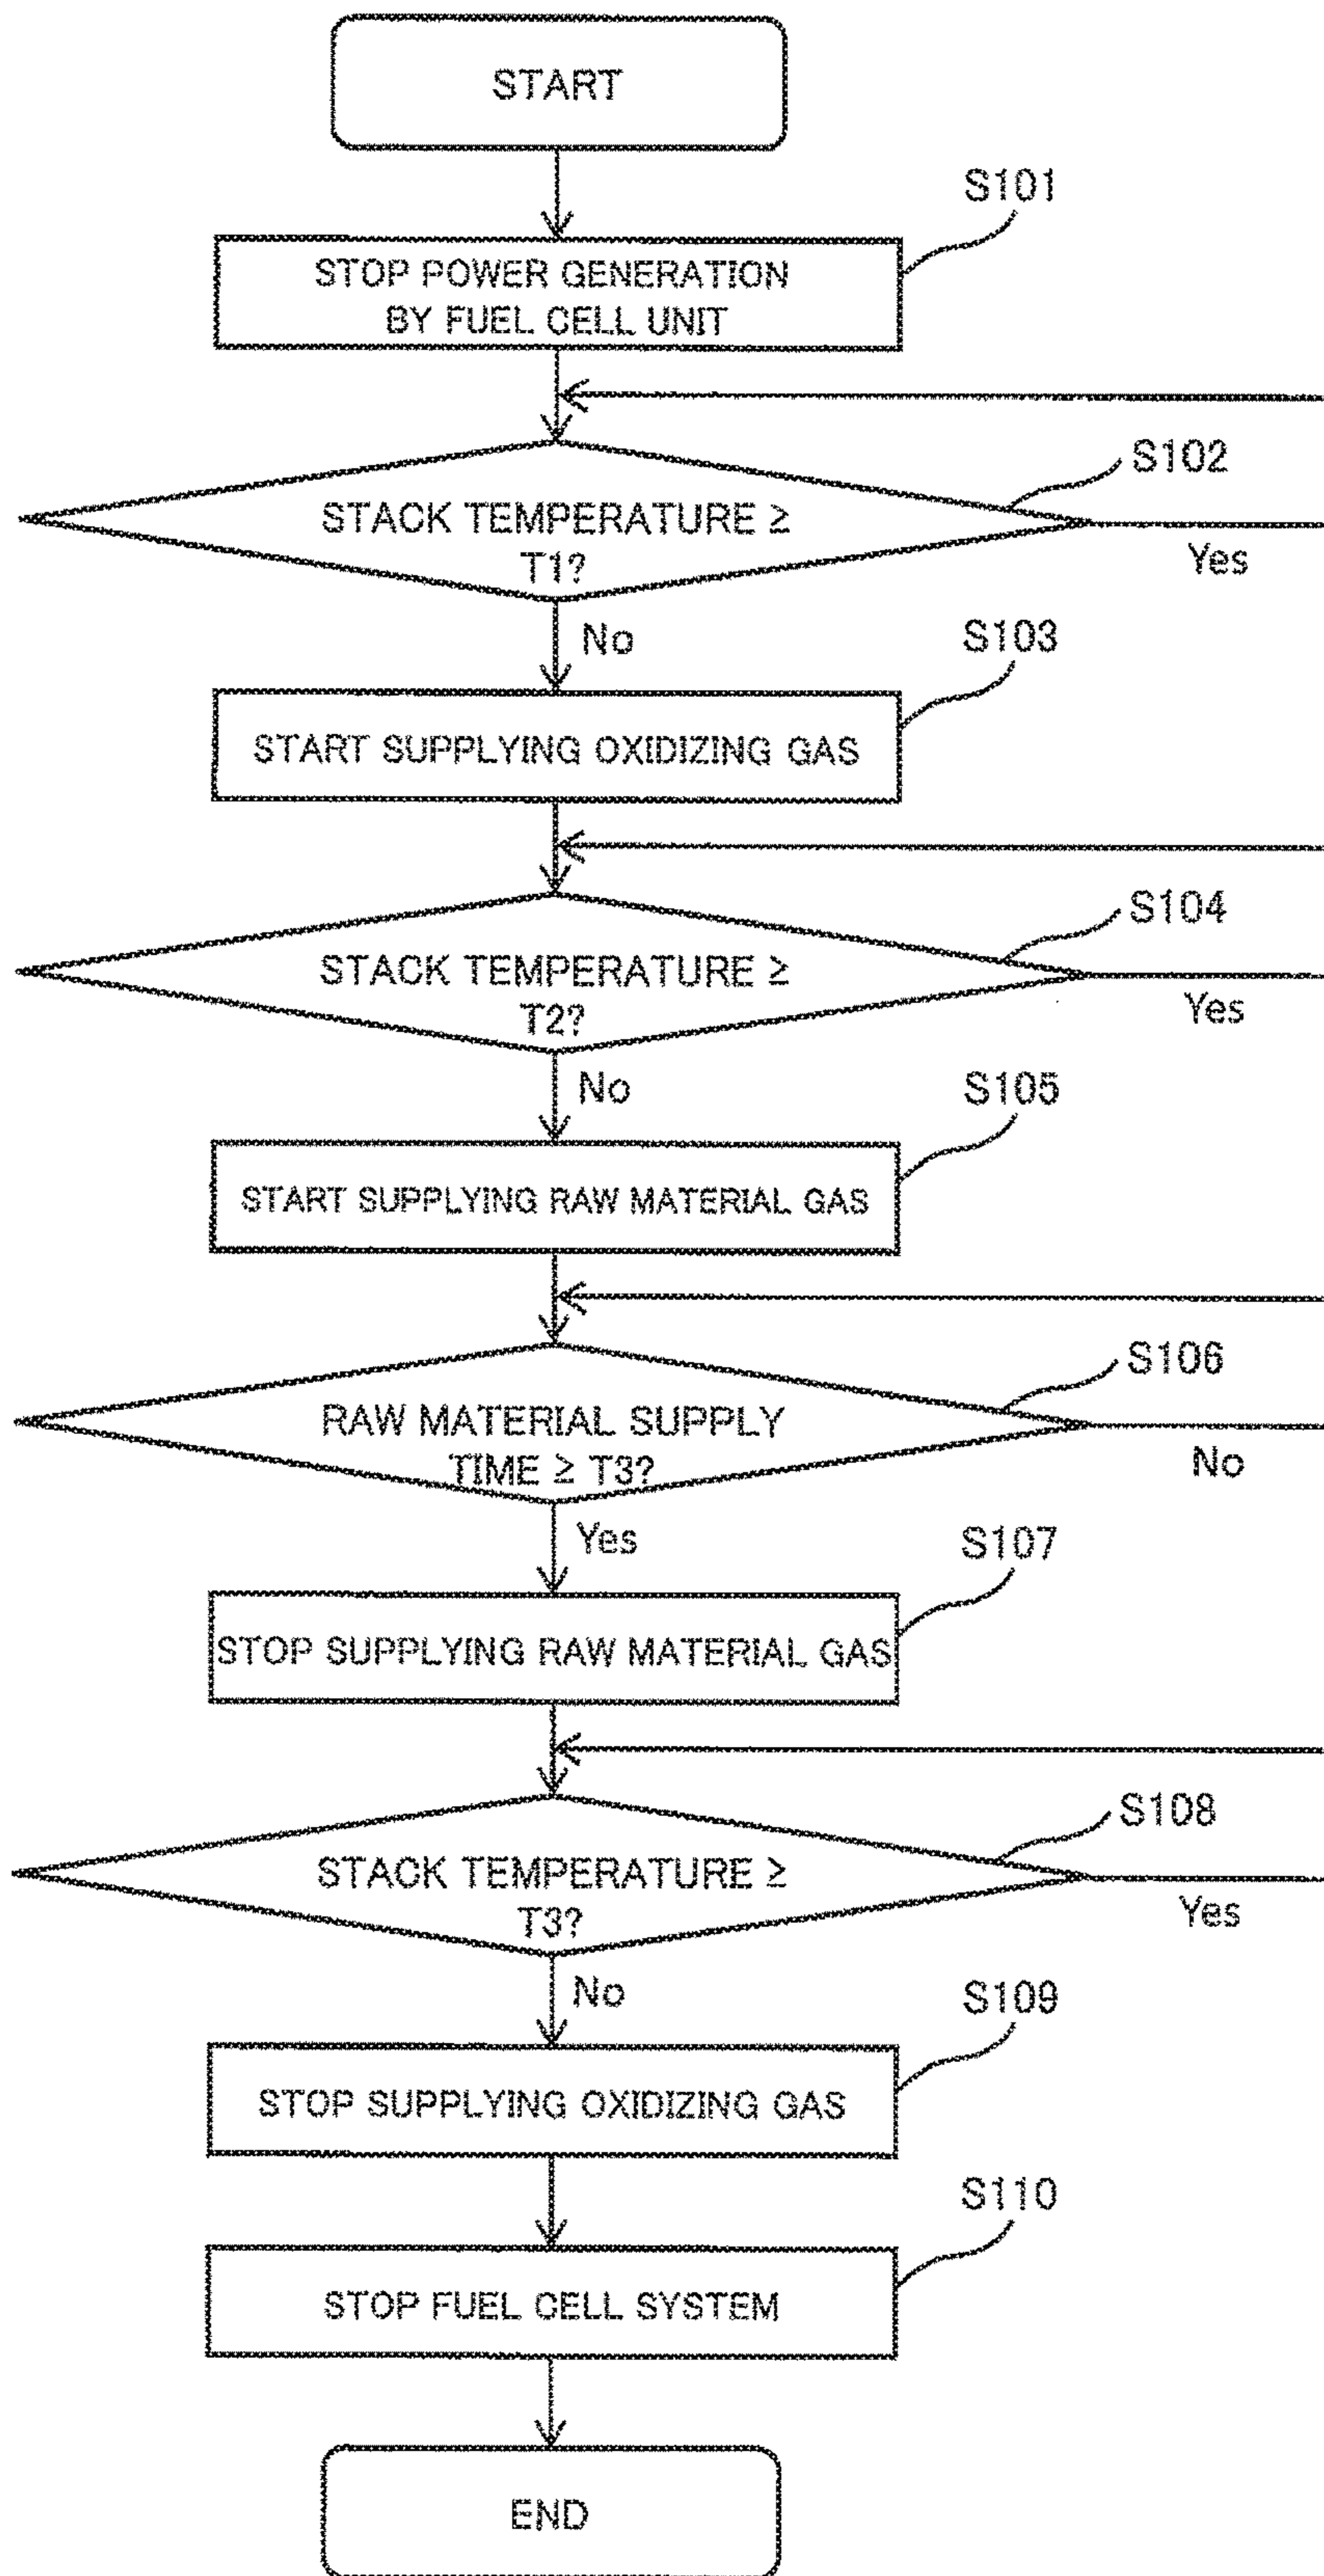 START
S101
STOP POWER GENERATION
BY FUEL CELL UNIT
S102
STACK TEMPERATURE ≥
T1?
Yes
No
S103
START SUPPLYING OXIDIZING GAS
S104
STACK TEMPERATURE ≥
T2?
Yes
No
S105
START SUPPLYING RAW MATERIAL GAS
S106
RAW MATERIAL SUPPLY
TIME ≥ T3?
No
Yes
S107
STOP SUPPLYING RAW MATERIAL GAS
S108
STACK TEMPERATURE ≥
T3?
Yes
No
S109
STOP SUPPLYING OXIDIZING GAS
S110
STOP FUEL CELL SYSTEM
END